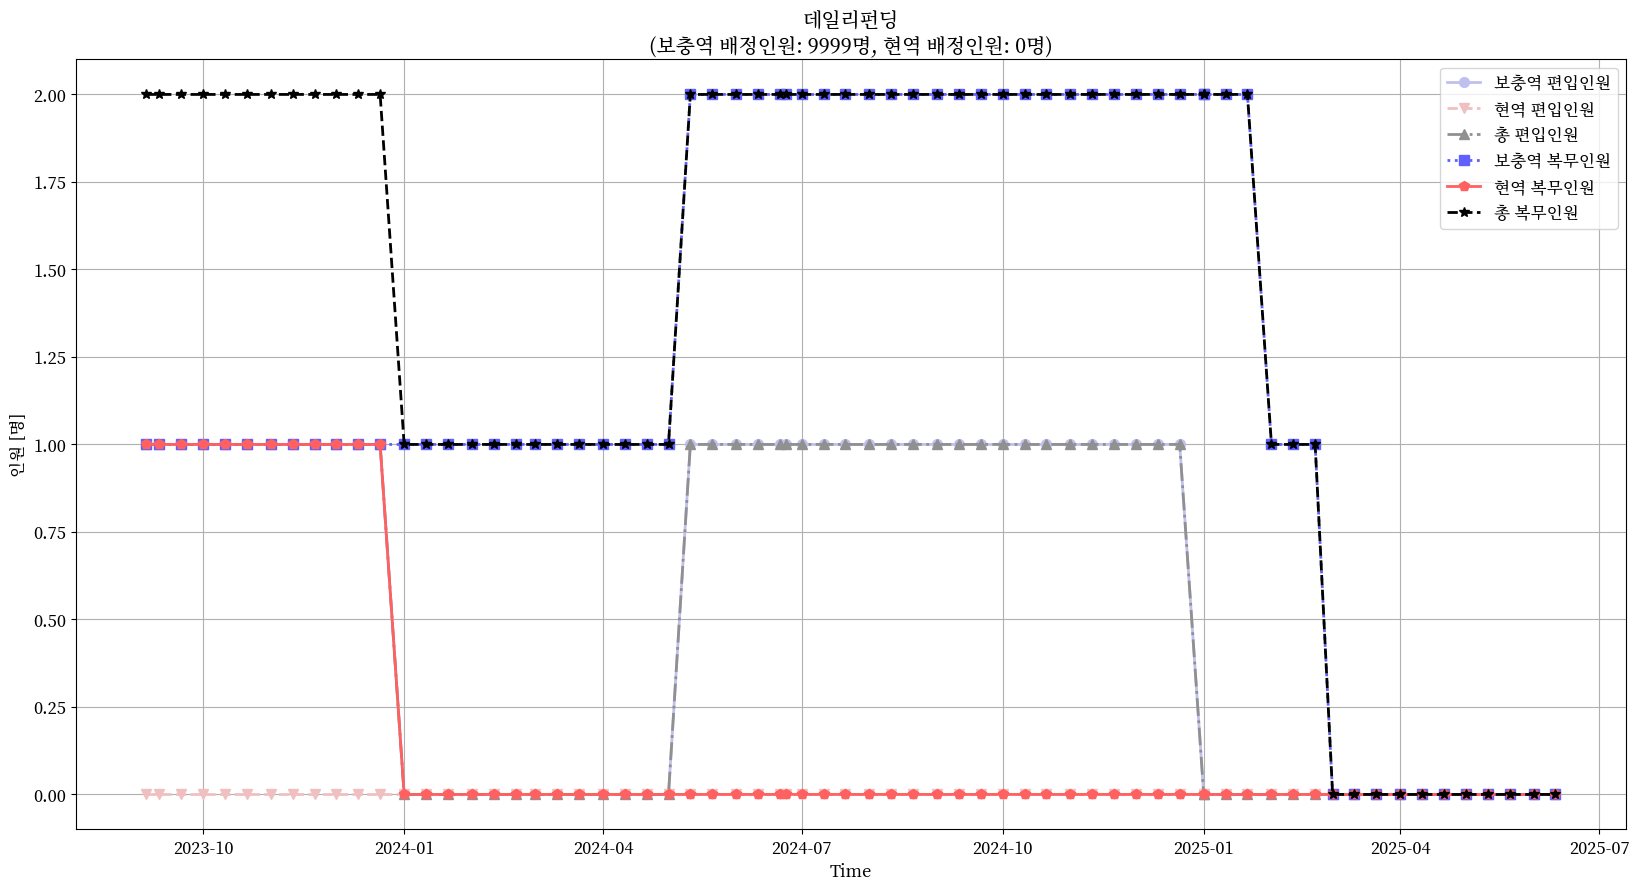 데일리펀딩
(보충역 배정인원: 9999명, 현역 배정인원: 0명)
보충역 편입인원
현역 편입인원
총 편입인원
보충역 복무인원
현역 복무인원
총 복무인원
2.00
1.75
1.50
1.25
1.00
0.75
0.50
0.25
0.00
인원 [명]
2023-10
2024-01
2024-04
2024-07
2024-10
2025-01
2025-04
2025-07
Time